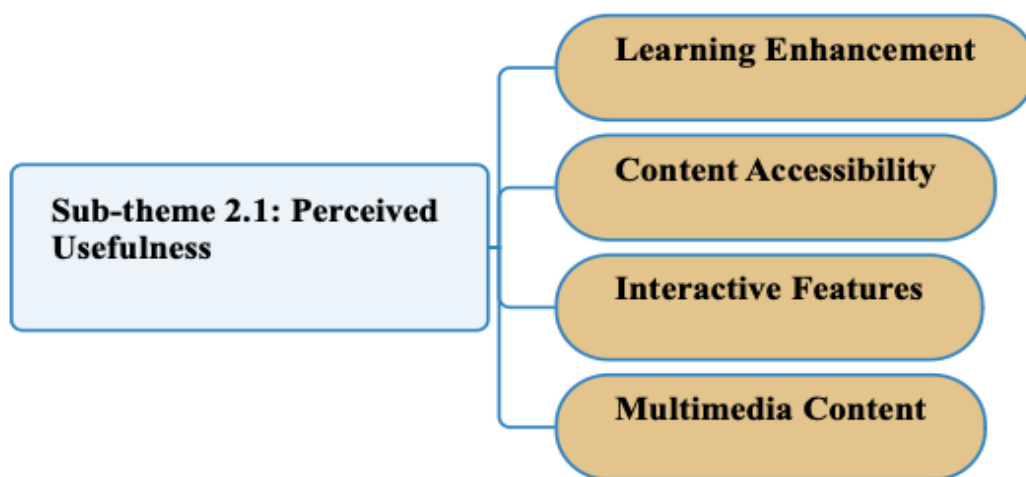 Learning Enhancement
Content Accessibility
Sub-theme 2.1: Perceived
Usefulness
Interactive Features
Multimedia Content